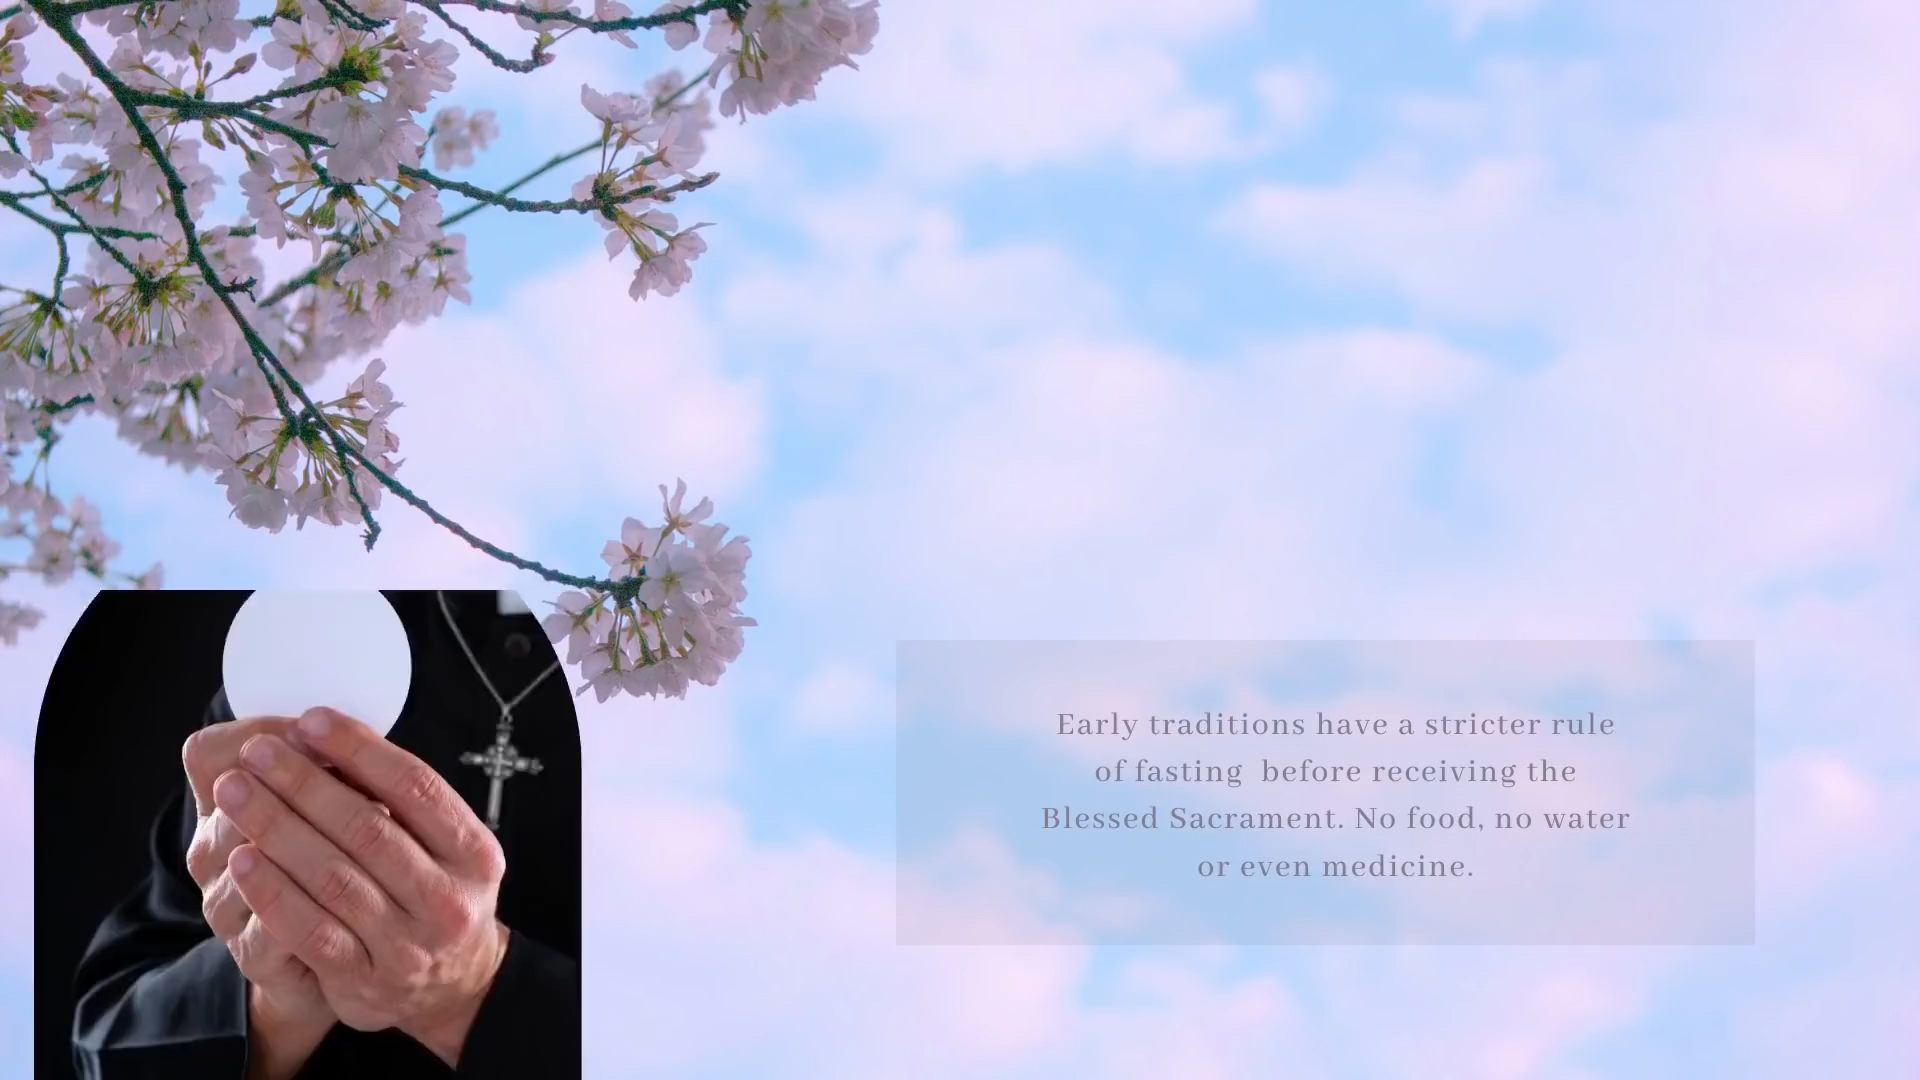 Early traditions have a stricter rule
of fasting  before receiving the
Blessed Sacrament. No food, no water
or even medicine.